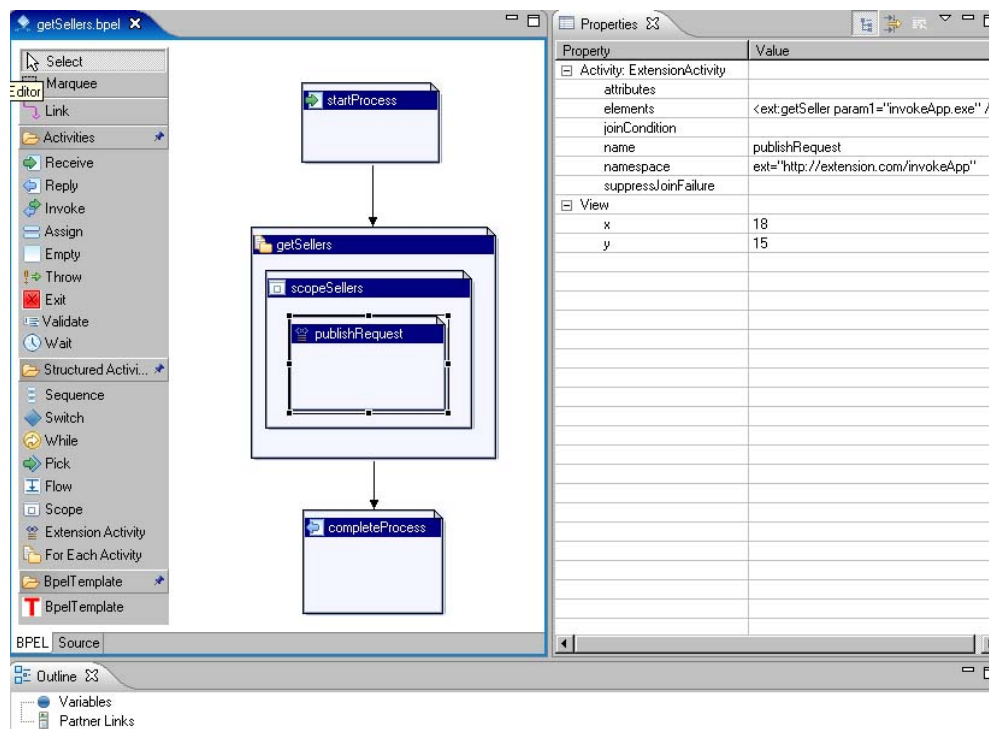 getSellers.bpel
Select
Marquee
Editor
Link
Activities
Receive
Reply
Invoke
Assign
Empty
Throw
Exit
Validate
Wait
Structured Activi...
Sequence
Switch
While
Pick
Flow
Scope
Extension Activity
For Each Activity
BpelTemplate
BpelTemplate
startProcess
getSellers
scopeSellers
publishRequest
completeProcess
BPEL Source
Properties
Property Value
Activity: ExtensionActivity
attributes
elements <ext:getSeller param1="invokeApp.exe" /
joinCondition
name publishRequest
namespace ext="http://extension.com/invokeApp"
suppressJoinFailure
View
x 18
y 15
Outline
Variables
Partner Links